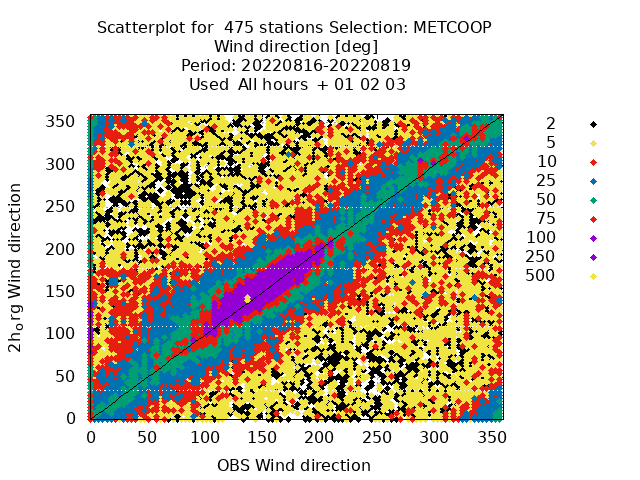 Scatterplot for  475 stations Selection: METCOOP
Wind direction [deg]
Period: 20220816-20220819
Used  All hours  + 01 02 03
350
300
250
200
150
100
50
0
2hₒrg Wind direction
0 50 100 150 200 250 300 350
OBS Wind direction
2
5
10
25
50
75
100
250
500